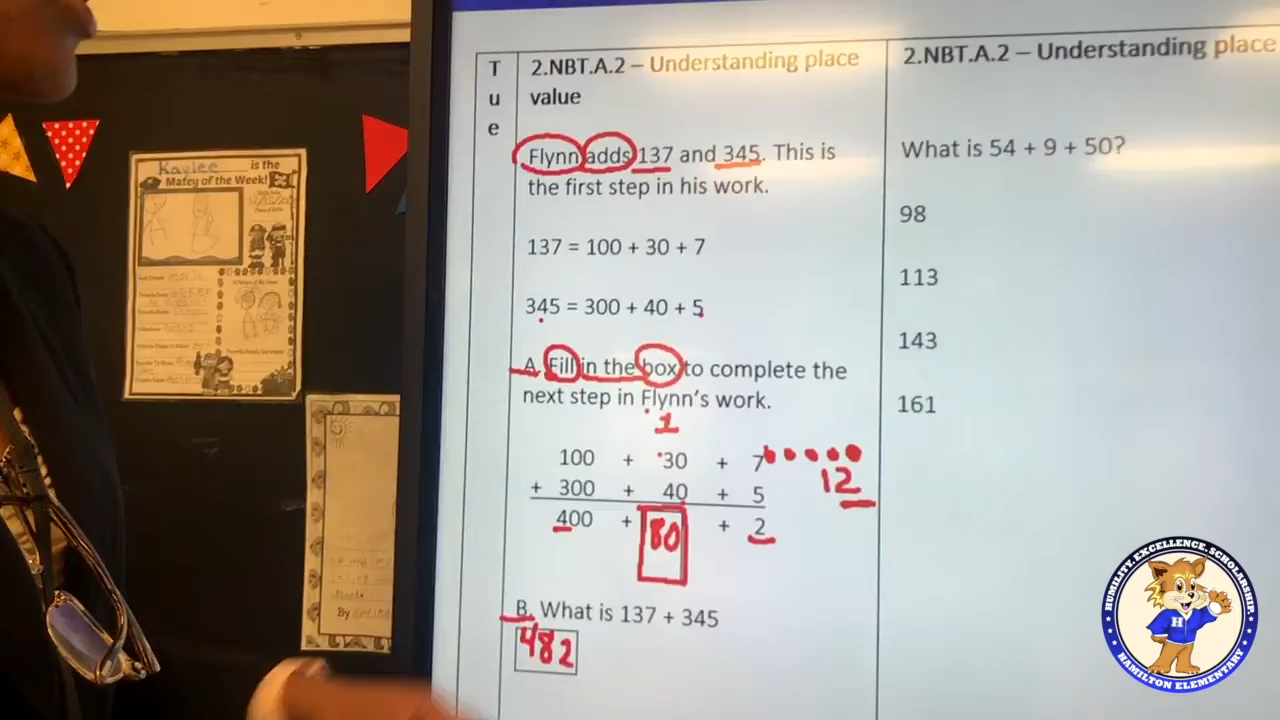 Kaylee is the
Matey of the Week!
By
T
u
e
2.NBT.A.2 – Understanding place
value
Flynn adds 137 and 345. This is
the first step in his work.
137 = 100 + 30 + 7
345 = 300 + 40 + 5
A. Fill in the box to complete the
next step in Flynn's work.
1
100 + 30 + 7
12
+ 300 + 40 + 5
400 + 80 + 2
B. What is 137 + 345
482
2.NBT.A.2 – Understanding place
What is 54 + 9 + 50?
98
113
143
161
HUMILITY. EXCELLENCE. SCHOLARSHIP.
H
HAMILTON ELEMENTARY